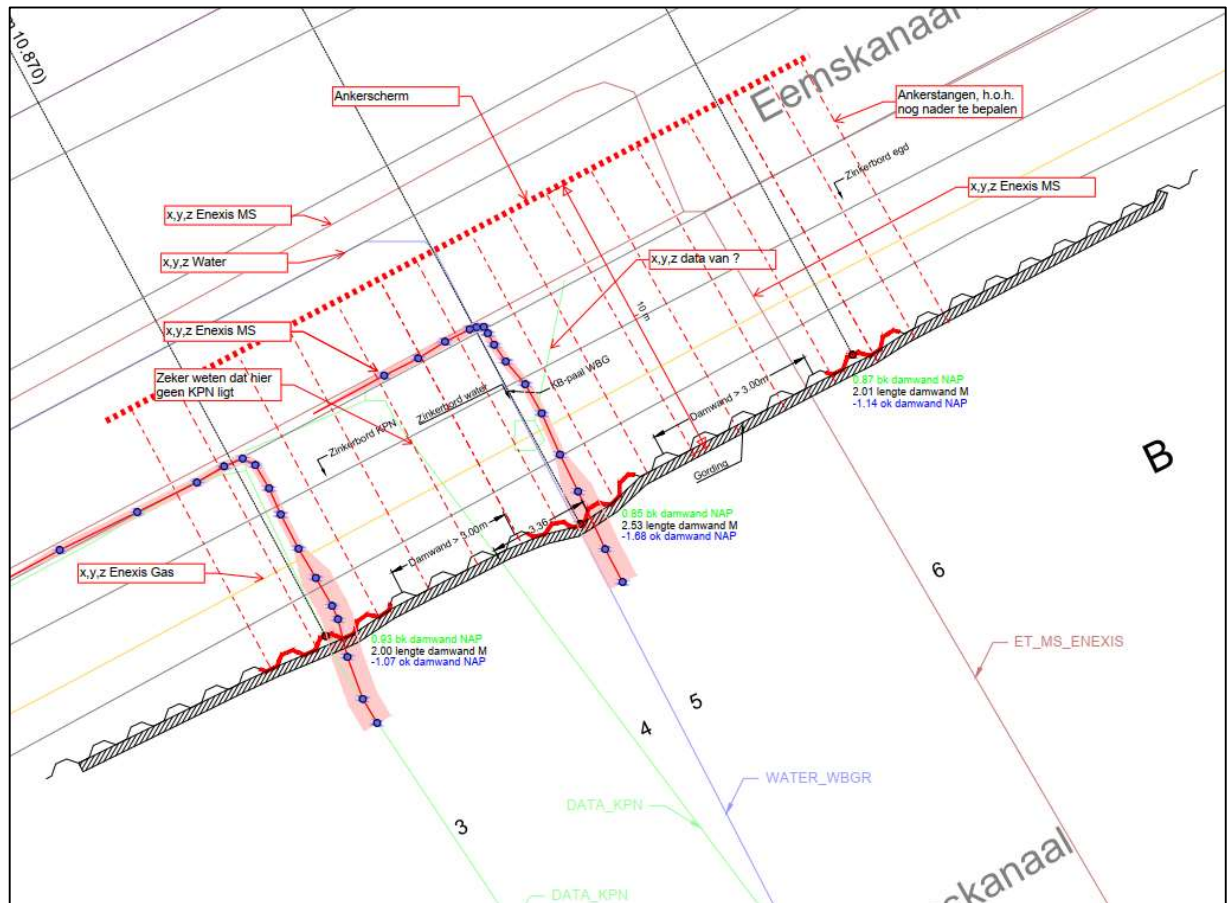 10.870)
Eemskanaal
Ankerscherm
Ankerstangen, h.o.h.
nog nader te bepalen
Zinkerbord egd
x,y,z Enexis MS
x,y,z Enexis MS
x,y,z Water
x,y,z data van ?
10 m
x,y,z Enexis MS
Zeker weten dat hier
geen KPN ligt
Zinkerbord water
KB-paal WBG
Zinkerbord KPN
Damwand > 3.00m
0.87 bk damwand NAP
2.01 lengte damwand M
-1.14 ok damwand NAP
B
Gording
0.85 bk damwand NAP
2.53 lengte damwand M
-1.68 ok damwand NAP
3.36
Damwand > 3.00m
x,y,z Enexis Gas
0.93 bk damwand NAP
2.00 lengte damwand M
-1.07 ok damwand NAP
6
ET_MS_ENEXIS
5
4
WATER_WBGR
DATA_KPN
3
skanaal
DATA_KPN